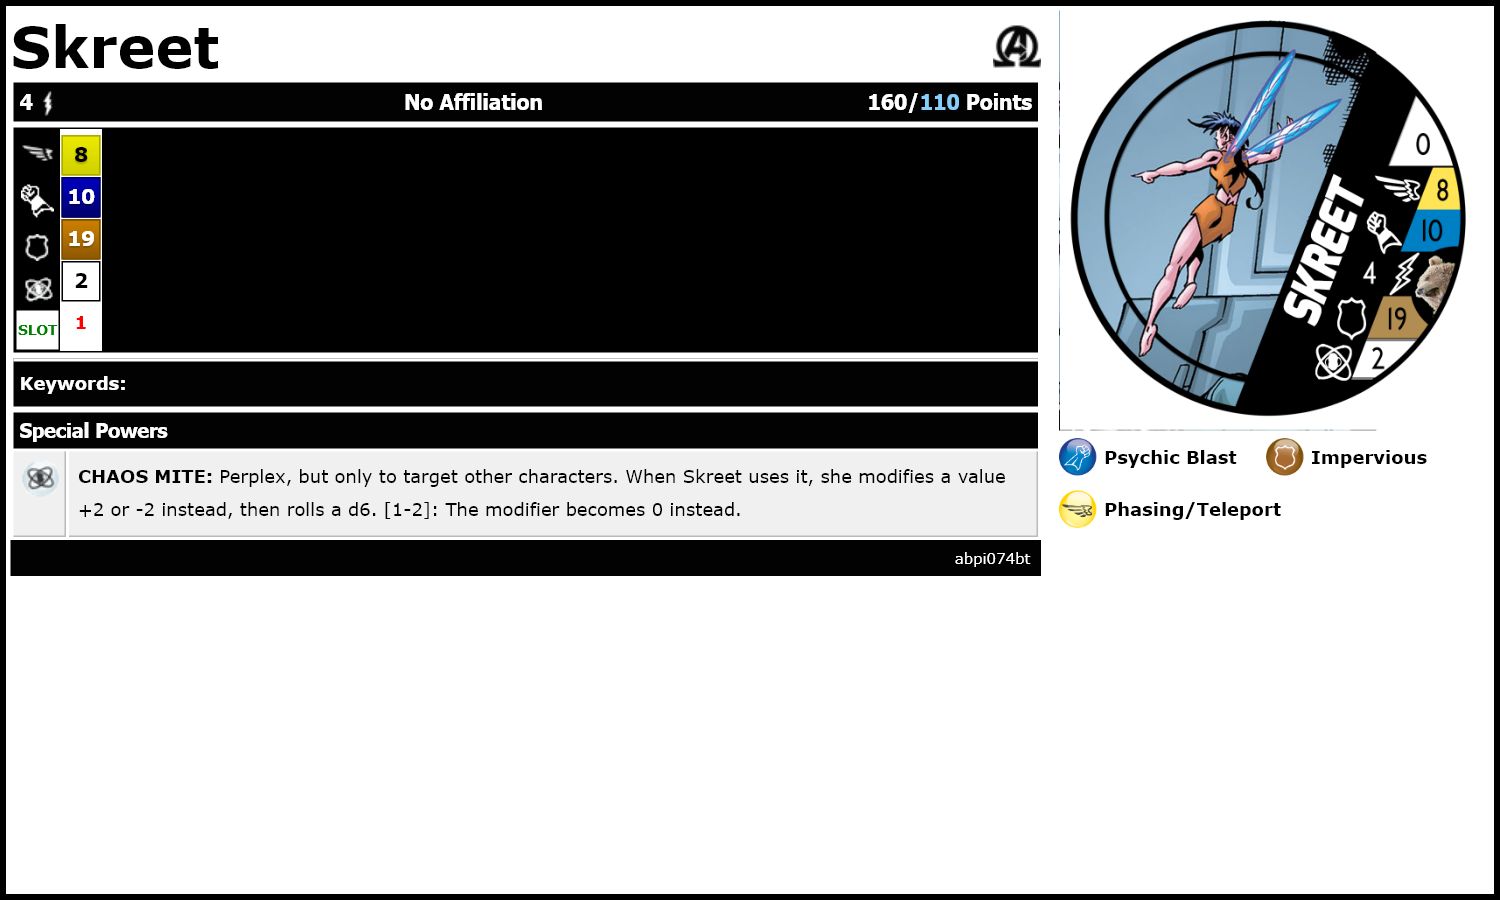 Skreet
4 No Affiliation 160/110 Points
8
10
19
2
SLOT 1
Keywords:
Special Powers
CHAOS MITE: Perplex, but only to target other characters. When Skreet uses it, she modifies a value
+2 or -2 instead, then rolls a d6. [1-2]: The modifier becomes 0 instead.
abpi074bt
SKREET
0
8
10
4
19
2
Psychic Blast Impervious
Phasing/Teleport